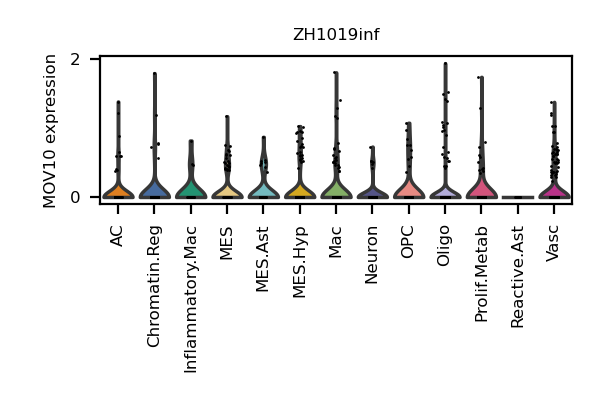 ZH1019inf
MOV10 expression
2
0
AC
Chromatin.Reg
Inflammatory.Mac
MES
MES.Ast
MES.Hyp
Mac
Neuron
OPC
Oligo
Prolif.Metab
Reactive.Ast
Vasc